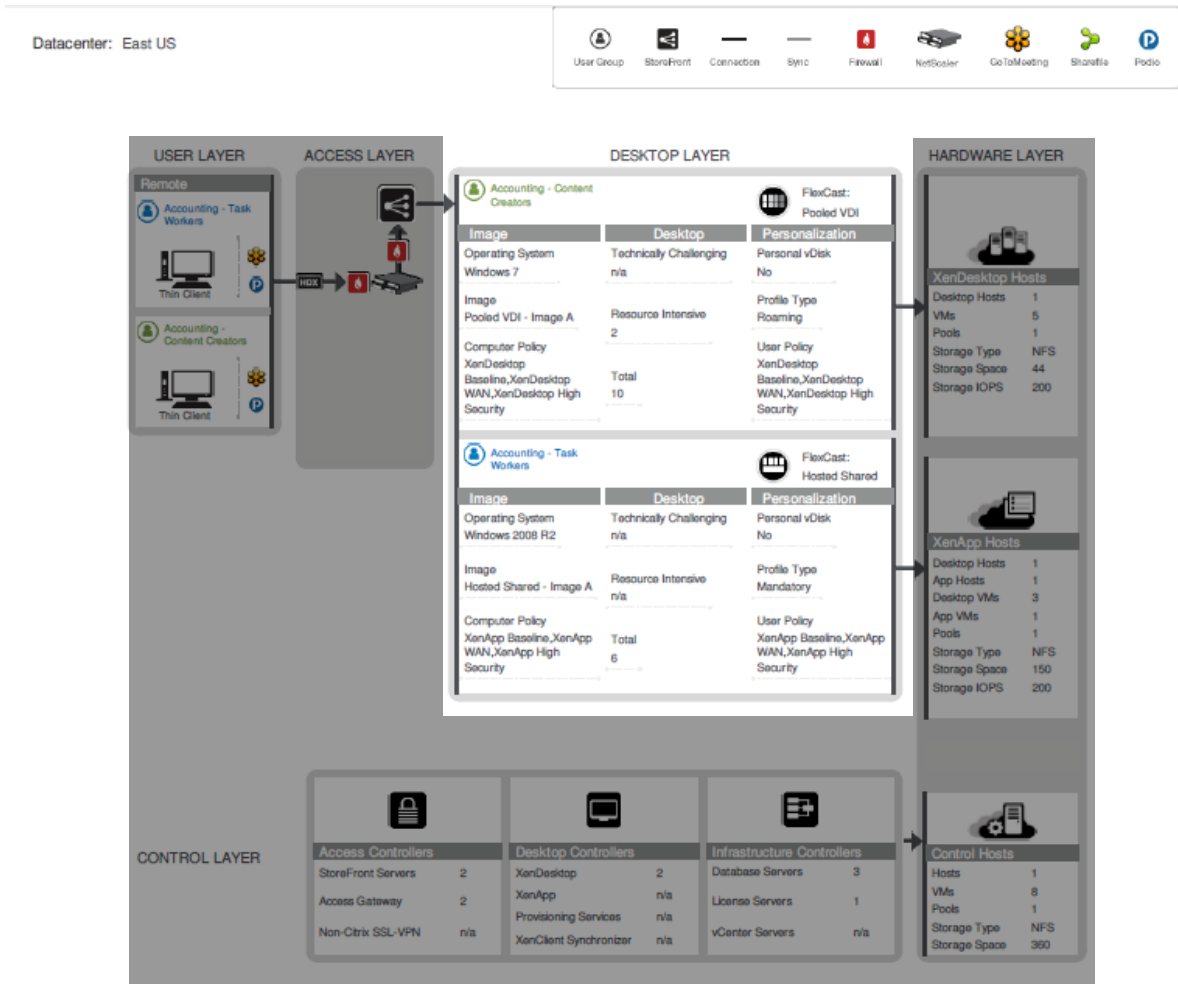 Datacenter: East US
User Group
StoreFront
Connection
Sync
Firewall
NetScaler
GoToMeeting
Sharefile
Podio
USER LAYER
ACCESS LAYER
DESKTOP LAYER
HARDWARE LAYER
Remote
Accounting - Task
Workers
Thin Client
Accounting -
Content Creators
Thin Client
HDX
Accounting - Content
Creators
FlexCast:
Pooled VDI
Image
Desktop
Personalization
Operating System
Windows 7
Technically Challenging
n/a
Personal vDisk
No
Image
Pooled VDI - Image A
Resource Intensive
2
Profile Type
Roaming
Computer Policy
XenDesktop
Baseline,XenDesktop
WAN,XenDesktop High
Security
Total
10
User Policy
XenDesktop
Baseline,XenDesktop
WAN,XenDesktop High
Security
Accounting - Task
Workers
FlexCast:
Hosted Shared
Image
Desktop
Personalization
Operating System
Windows 2008 R2
Technically Challenging
n/a
Personal vDisk
No
Image
Hosted Shared - Image A
Resource Intensive
n/a
Profile Type
Mandatory
Computer Policy
XenApp Baseline,XenApp
WAN,XenApp High
Security
Total
6
User Policy
XenApp Baseline,XenApp
WAN,XenApp High
Security
XenDesktop Hosts
Desktop Hosts 1
VMs 5
Pools 1
Storage Type NFS
Storage Space 44
Storage IOPS 200
XenApp Hosts
Desktop Hosts 1
App Hosts 1
Desktop VMs 3
App VMs 1
Pools 1
Storage Type NFS
Storage Space 150
Storage IOPS 200
CONTROL LAYER
Access Controllers
StoreFront Servers 2
Access Gateway 2
Non-Citrix SSL-VPN n/a
Desktop Controllers
XenDesktop 2
XenApp n/a
Provisioning Services n/a
XenClient Synchronizer n/a
Infrastructure Controllers
Database Servers 3
License Servers 1
vCenter Servers n/a
Control Hosts
Hosts 1
VMs 8
Pools 1
Storage Type NFS
Storage Space 360